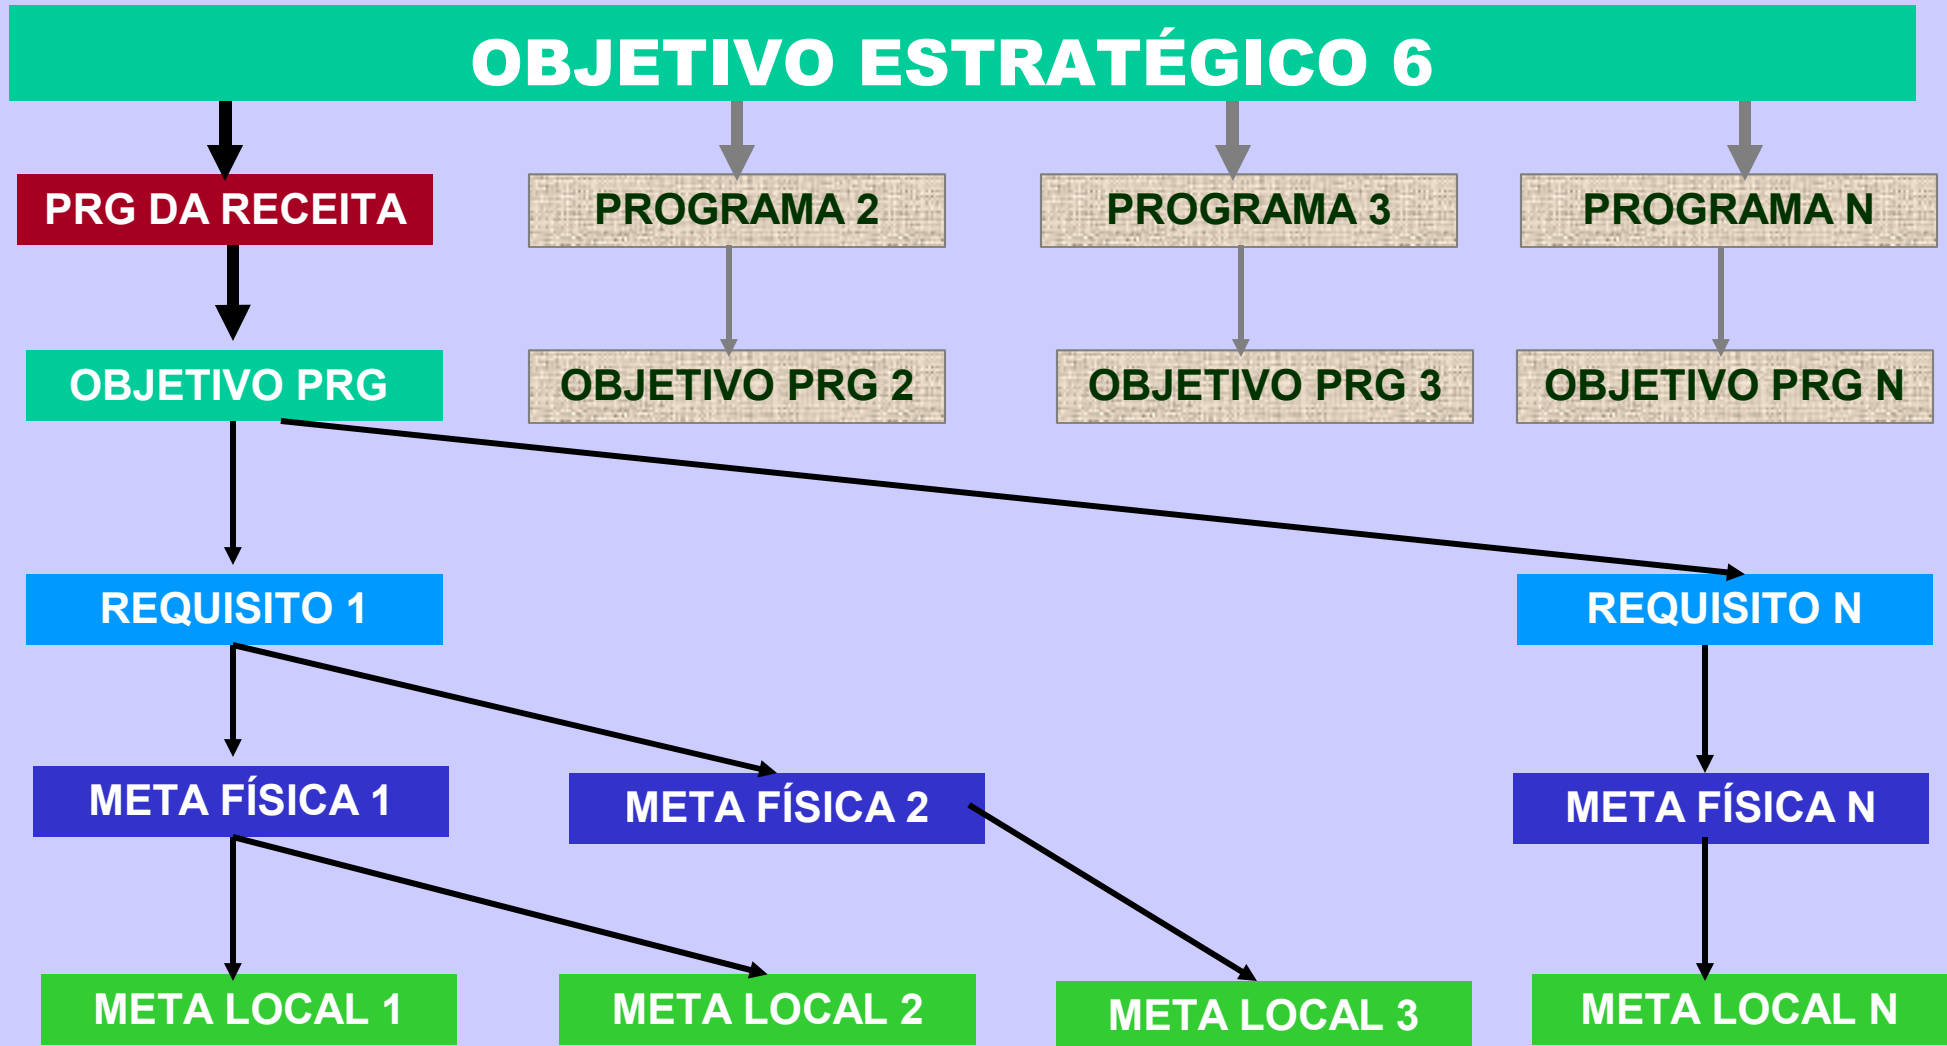 OBJETIVO ESTRATÉGICO 6
PRG DA RECEITA
PROGRAMA 2
PROGRAMA 3
PROGRAMA N
OBJETIVO PRG
OBJETIVO PRG 2
OBJETIVO PRG 3
OBJETIVO PRG N
REQUISITO 1
REQUISITO N
META FÍSICA 1
META FÍSICA 2
META FÍSICA N
META LOCAL 1
META LOCAL 2
META LOCAL 3
META LOCAL N